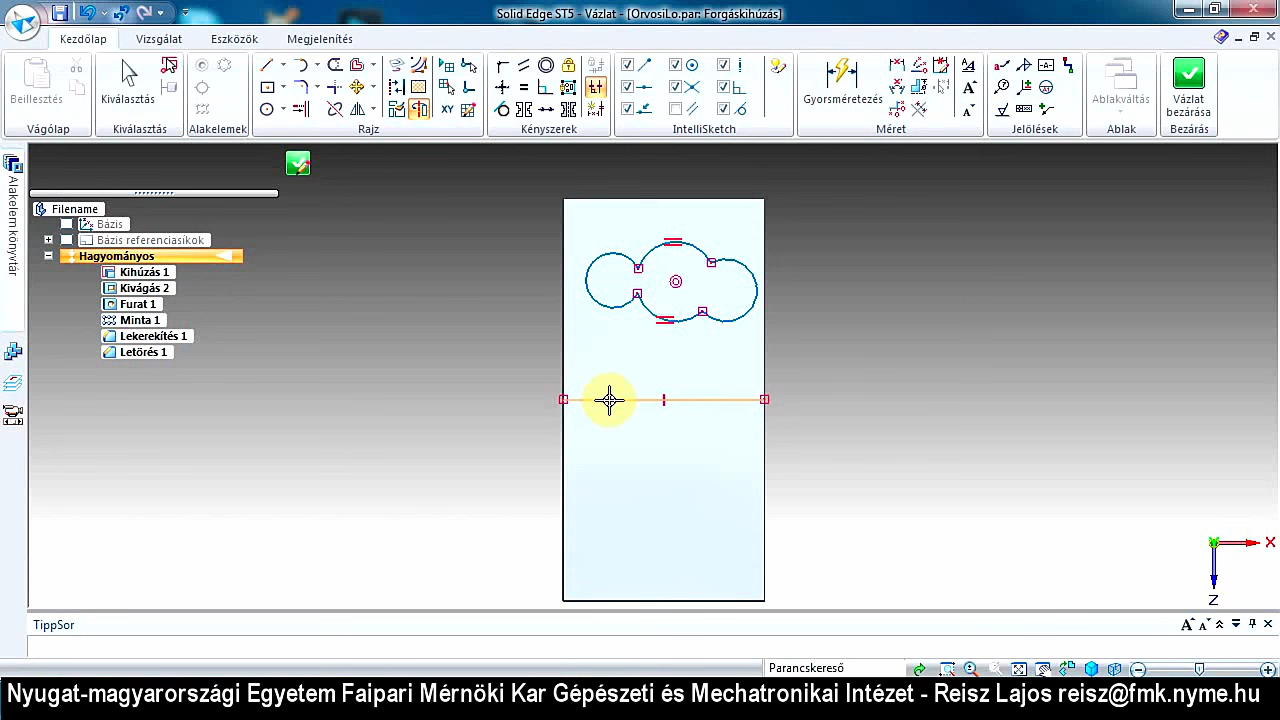 Solid Edge ST5 - Vázlat - [OrvosiLo.par: Forgáskihúzás]
Kezdőlap
Vizsgálat
Eszközök
Megjelenítés
Beillesztés
Kiválasztás
XY
Gyorsméretezés
Ablakváltás
Vázlat
bezárása
Vágólap
Kiválasztás
Alakelemek
Rajz
Kényszerek
IntelliSketch
Méret
Jelölések
Ablak
Bezárás
Alakelem könyvtár
Filename
Bázis
Bázis referenciasíkok
Hagyományos
Kihúzás 1
Kivágás 2
Furat 1
Minta 1
Lekerekítés 1
Letörés 1
X
Z
TippSor
Parancskereső
Nyugat-magyarországi Egyetem Faipari Mérnöki Kar Gépészeti és Mechatronikai Intézet - Reisz Lajos reisz@fmk.nyme.hu